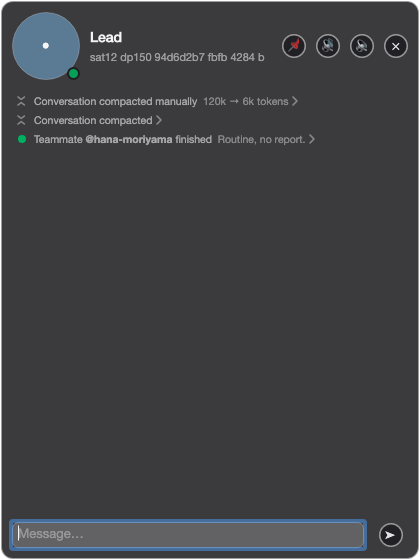 Lead
sat12 dp150 94d6d2b7 fbfb 4284 b
Conversation compacted manually 120k → 6k tokens
Conversation compacted
Teammate @hana-moriyama finished Routine, no report.
Message…